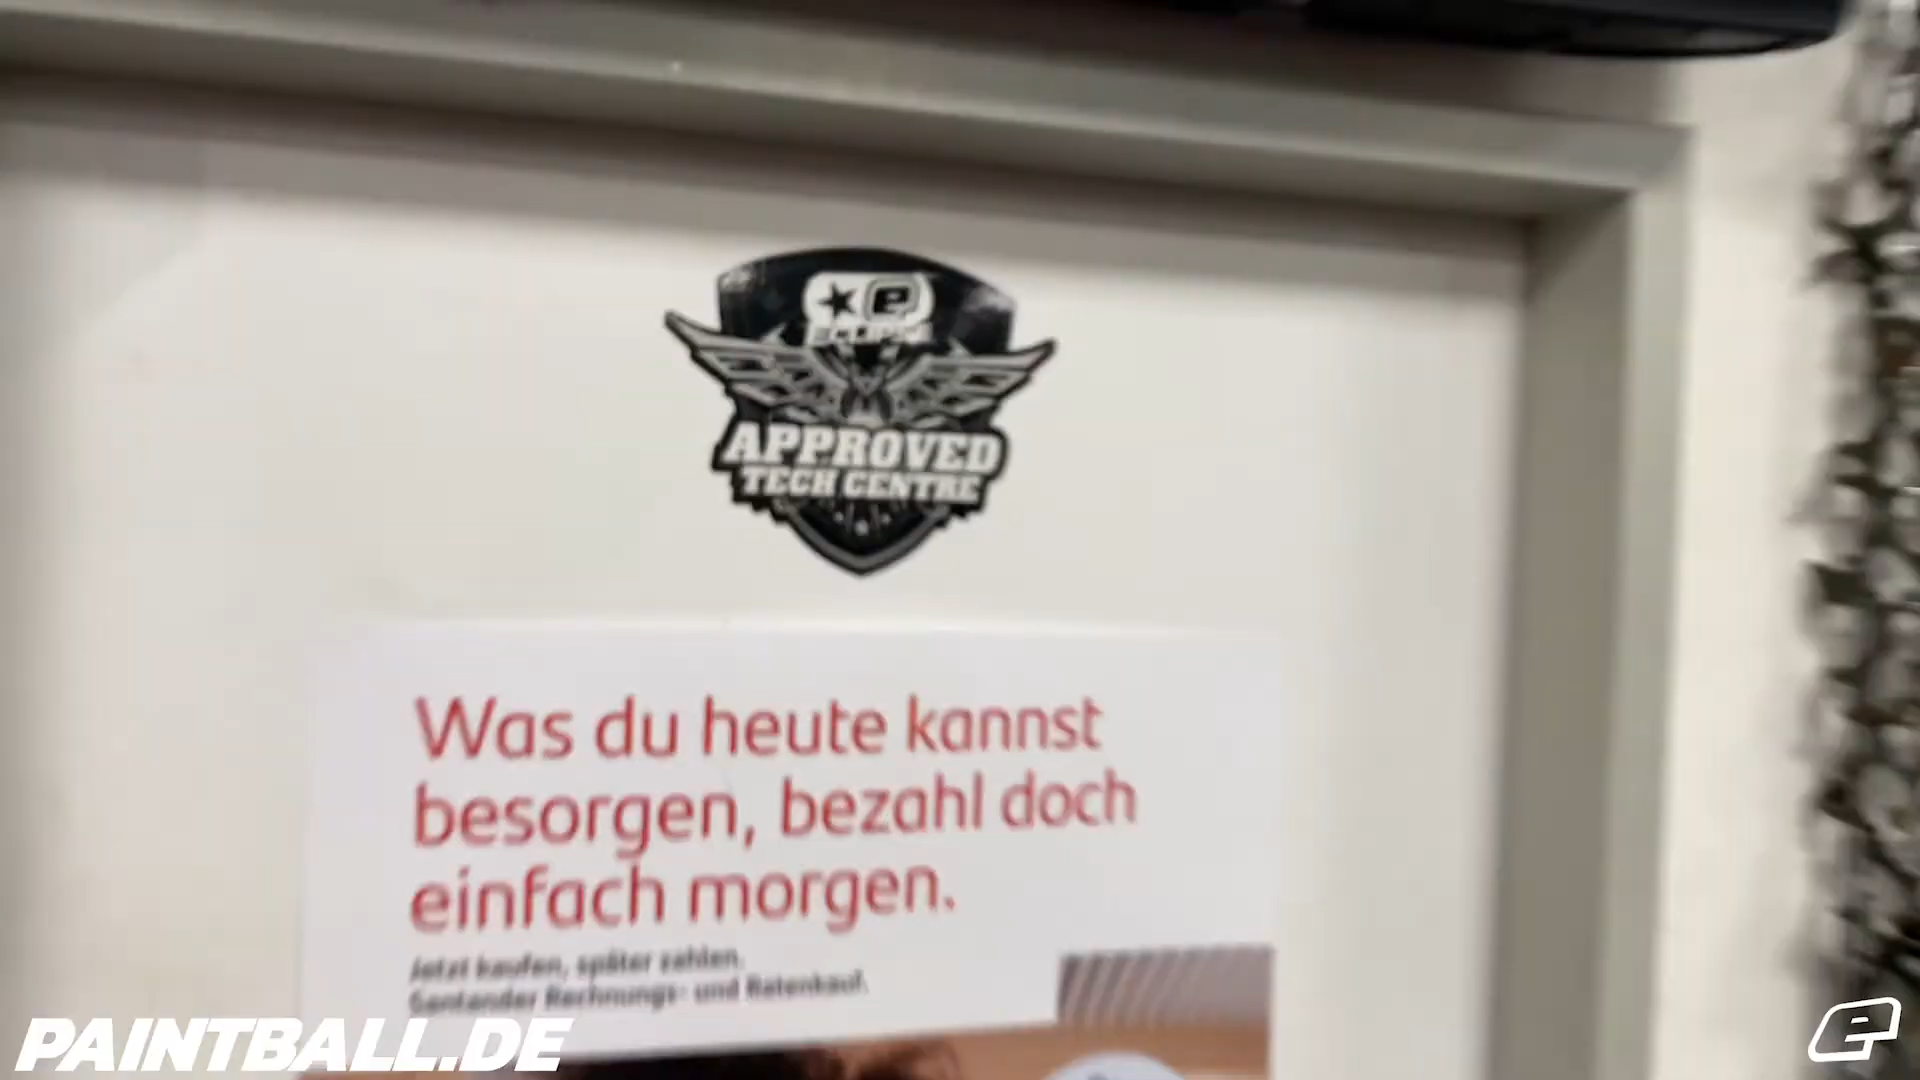 e
ECLIPSE
APPROVED
TECH CENTRE
Was du heute kannst
besorgen, bezahl doch
einfach morgen.
Jetzt kaufen, später zahlen.
Santander Rechnungs- und Ratenkauf.
PAINTBALL.DE
e